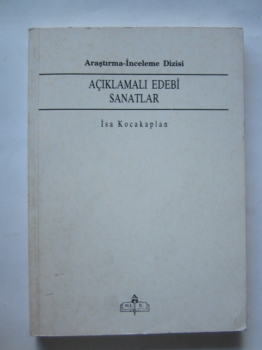 Araştırma-İnceleme Dizisi
AÇIKLAMALI EDEBÎ
SANATLAR
İsa Kocakaplan